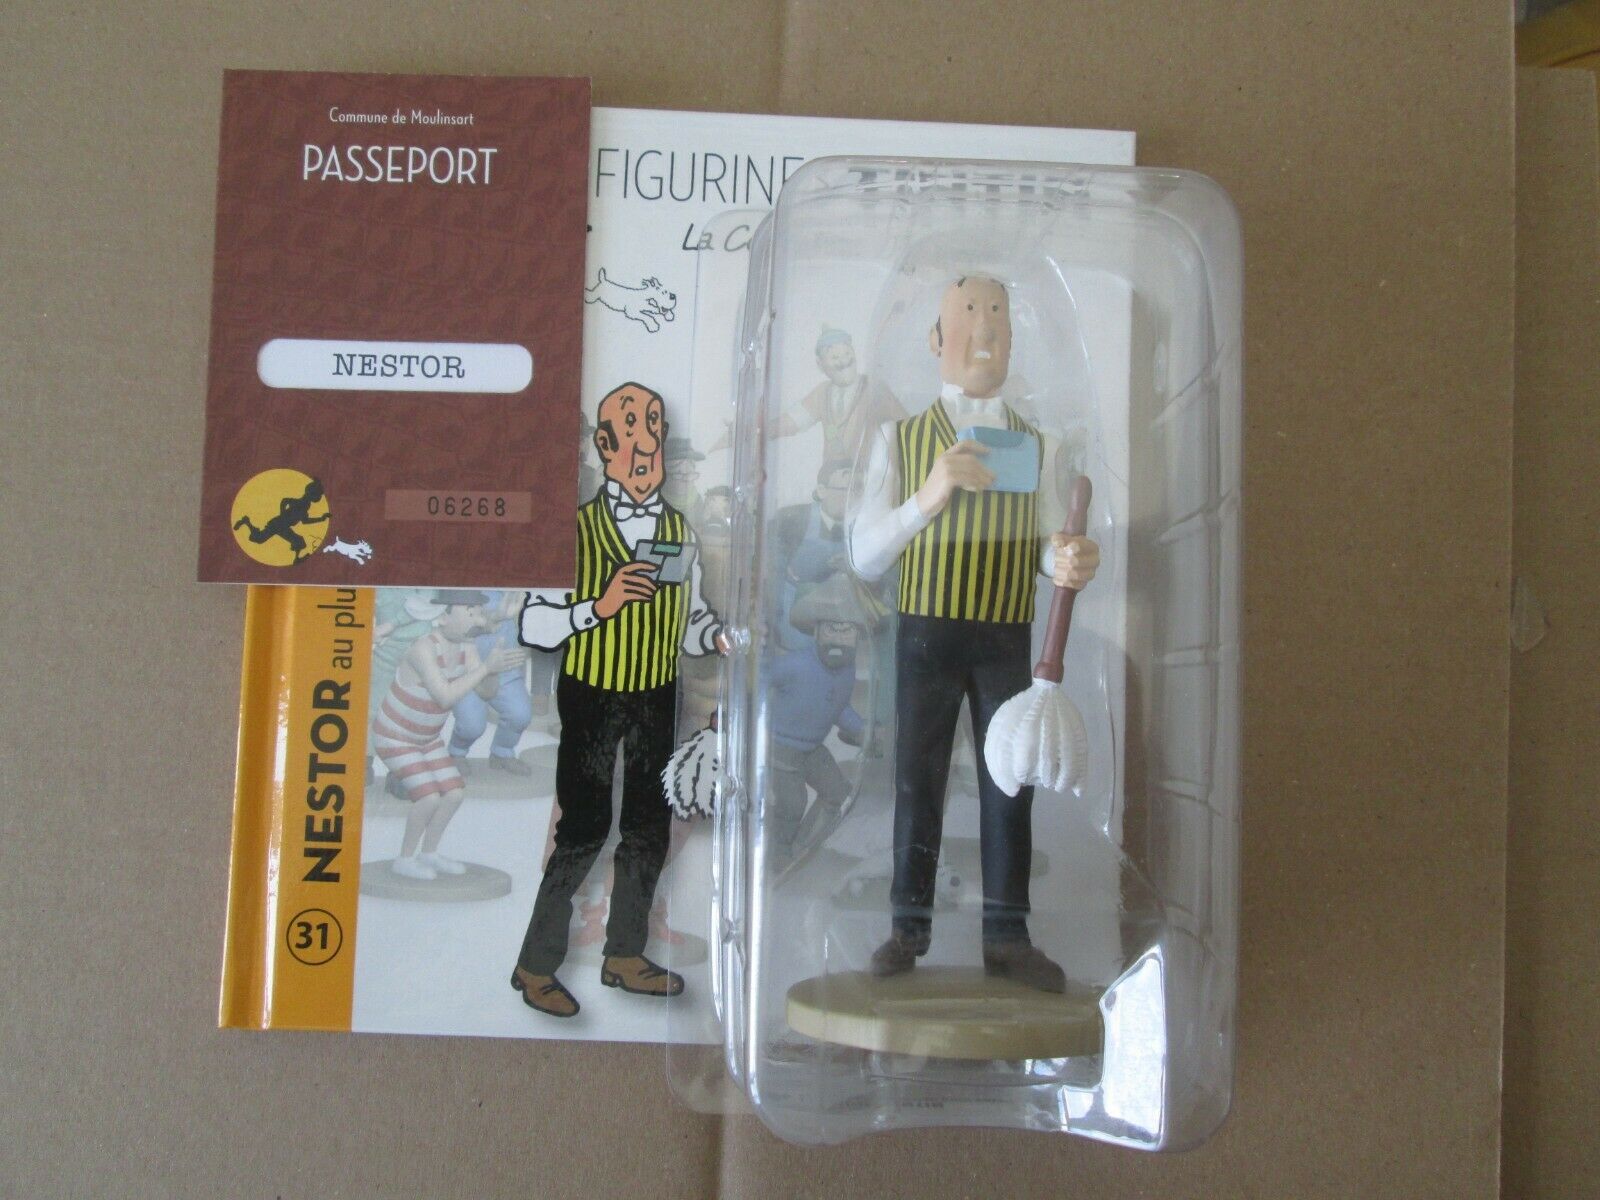 Commune de Moulinsart
PASSEPORT
NESTOR
06268
FIGURINE
La C
NESTOR au plu
31